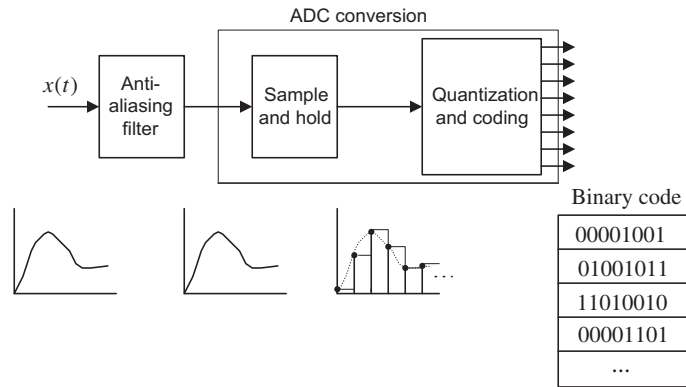 ADC conversion
x(t)
Anti-
aliasing
filter
Sample
and hold
Quantization
and coding
Binary code
00001001
01001011
11010010
00001101
...
...